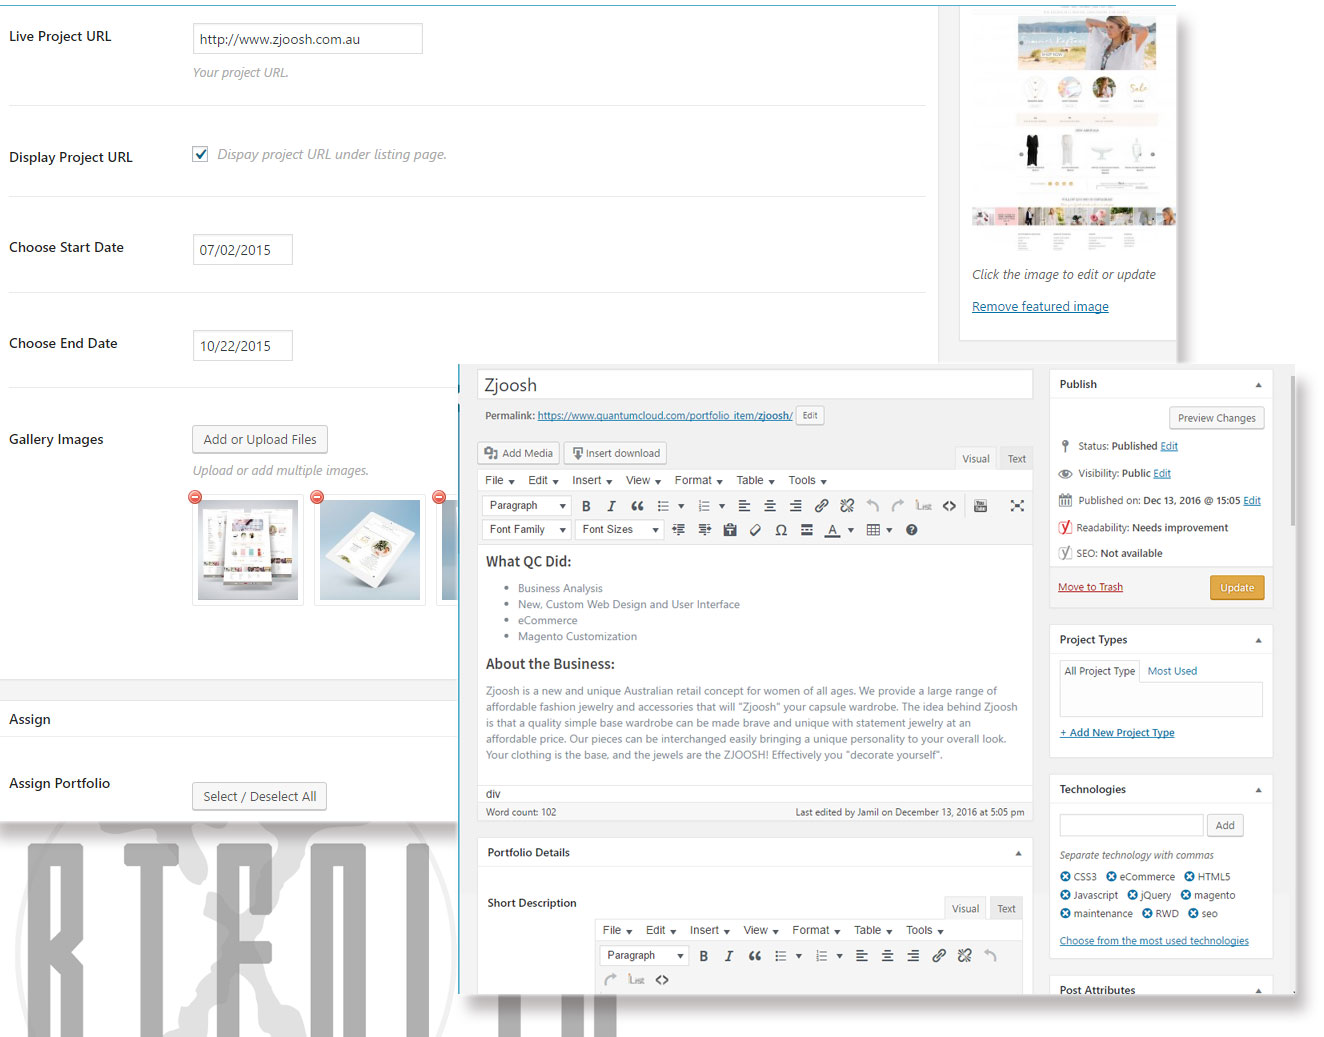 Live Project URL
http://www.zjoosh.com.au
Your project URL.
Display Project URL
Dispay project URL under listing page.
Choose Start Date
07/02/2015
Choose End Date
10/22/2015
Gallery Images
Add or Upload Files
Upload or add multiple images.
Assign
Assign Portfolio
Select / Deselect All
Click the image to edit or update
Remove featured image
Zjoosh
Permalink: https://www.quantumcloud.com/portfolio_item/zjoosh/ Edit
Add Media Insert download
Visual Text
File Edit Insert View Format Table Tools
Paragraph
Font Family Font Sizes
What QC Did:
Business Analysis
New, Custom Web Design and User Interface
eCommerce
Magento Customization
About the Business:
Zjoosh is a new and unique Australian retail concept for women of all ages. We provide a large range of
affordable fashion jewelry and accessories that will "Zjoosh" your capsule wardrobe. The idea behind Zjoosh
is that a quality simple base wardrobe can be made brave and unique with statement jewelry at an
affordable price. Our pieces can be interchanged easily bringing a unique personality to your overall look.
Your clothing is the base, and the jewels are the ZJOOSH! Effectively you "decorate yourself".
div
Word count: 102 Last edited by Jamil on December 13, 2016 at 5:05 pm
Portfolio Details
Short Description
Visual Text
File Edit Insert View Format Table Tools
Paragraph
Publish
Preview Changes
Status: Published Edit
Visibility: Public Edit
Published on: Dec 13, 2016 @ 15:05 Edit
Readability: Needs improvement
SEO: Not available
Move to Trash Update
Project Types
All Project Type Most Used
+ Add New Project Type
Technologies
Add
Separate technology with commas
CSS3 eCommerce HTML5
Javascript jQuery magento
maintenance RWD seo
Choose from the most used technologies
Post Attributes